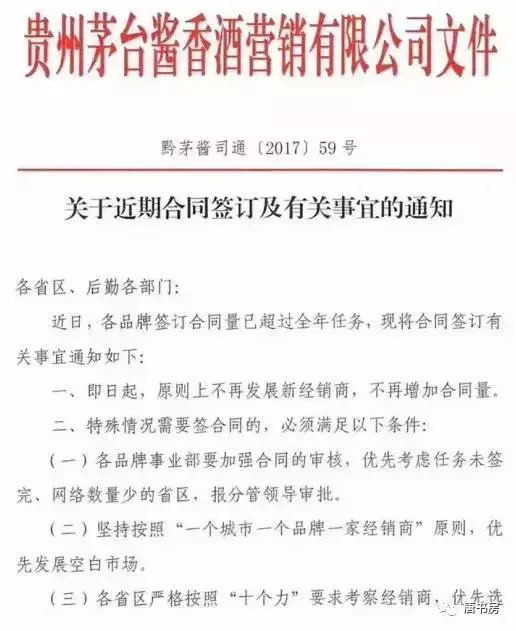 贵州茅台酱香酒营销有限公司文件
黔茅酱司通〔2017〕59号
关于近期合同签订及有关事宜的通知
各省区、后勤各部门：
近日，各品牌签订合同量已超过全年任务，现将合同签订有
关事宜通知如下：
一、即日起，原则上不再发展新经销商，不再增加合同量。
二、特殊情况需要签合同的，必须满足以下条件：
（一）各品牌事业部要加强合同的审核，优先考虑任务未签
完、网络数量少的省区，报分管领导审批。
（二）坚持按照“一个城市一个品牌一家经销商”原则，优
先发展空白市场。
（三）各省区严格按照“十个力”要求考察经销商，优先选
唐书房